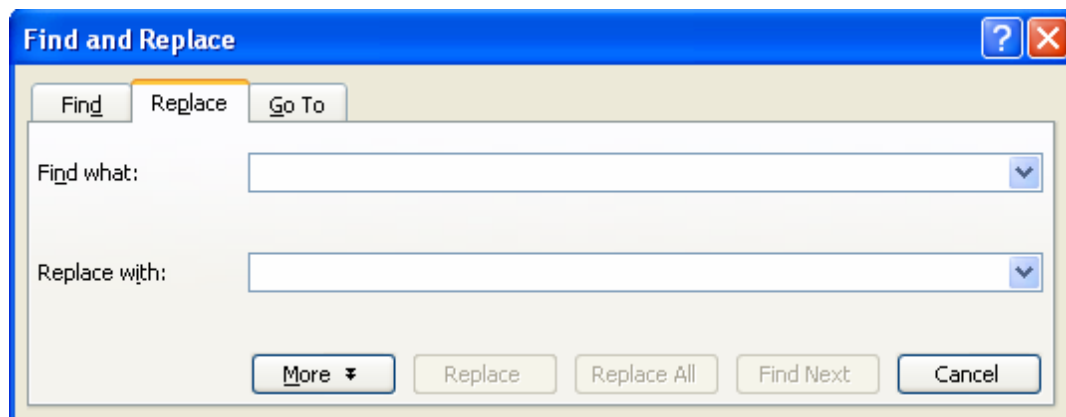 Find and Replace ?
Find Replace Go To
Find what:
Replace with:
More Replace Replace All Find Next Cancel